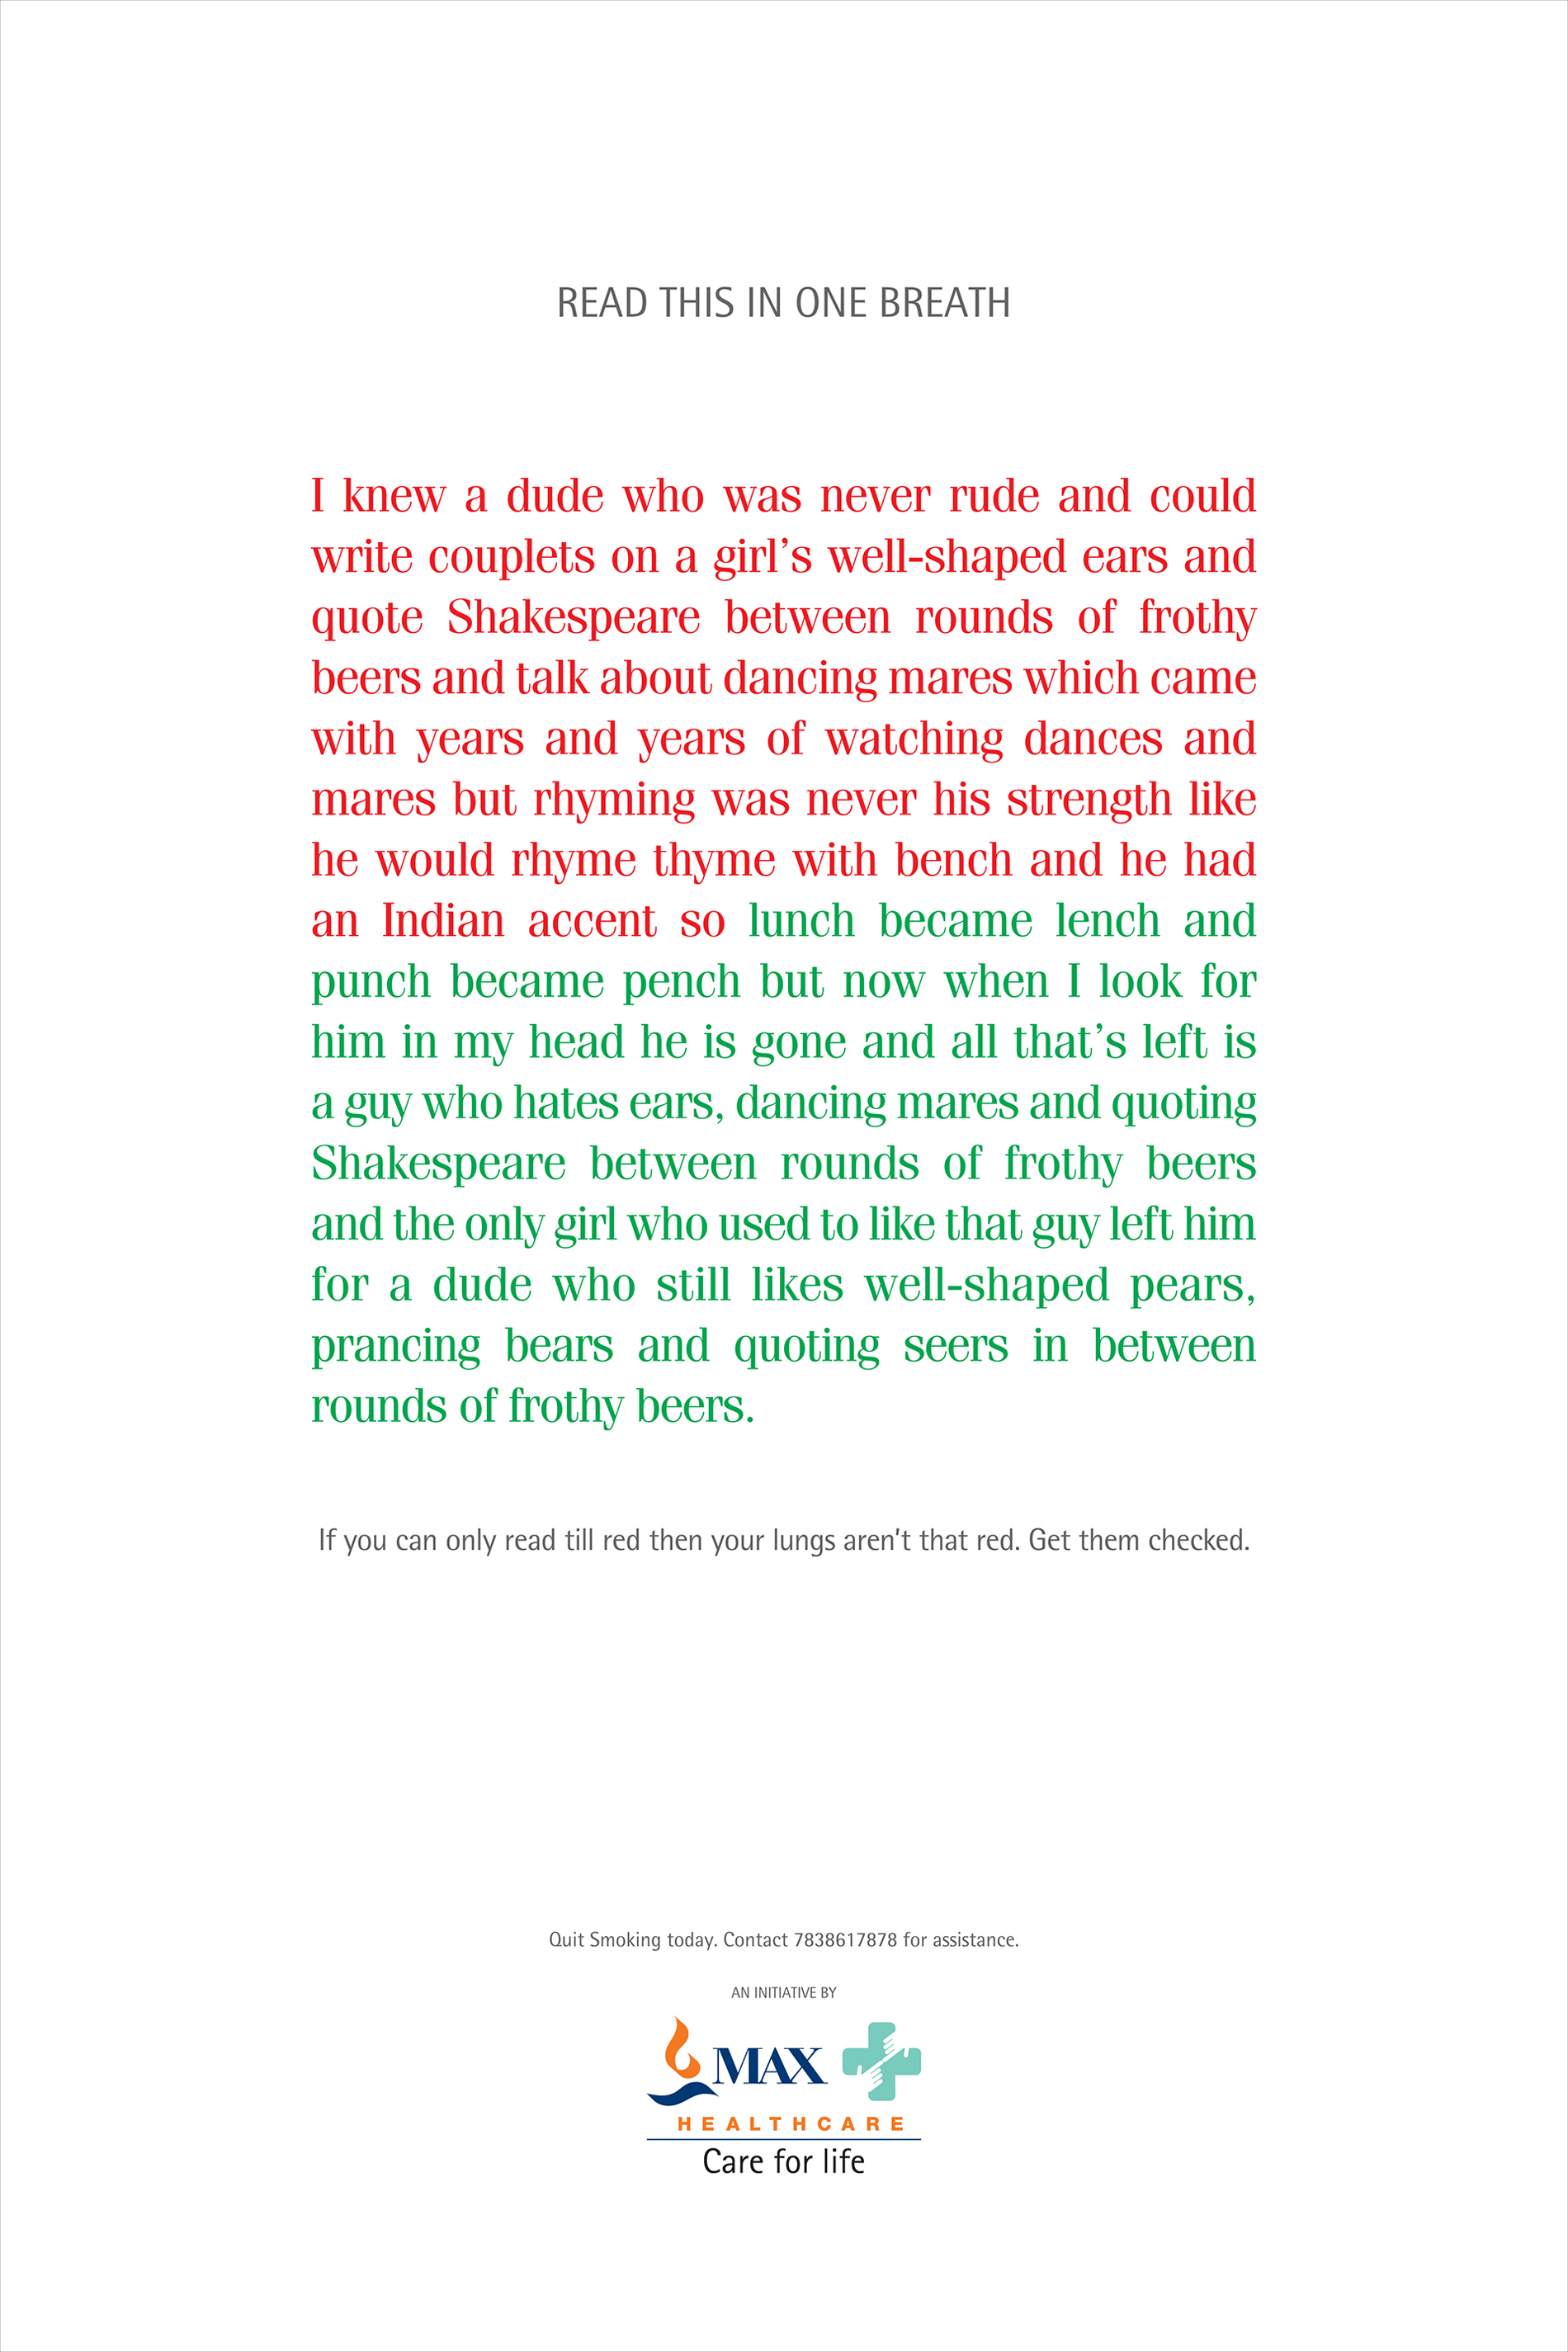 READ THIS IN ONE BREATH
I knew a dude who was never rude and could
write couplets on a girl’s well-shaped ears and
quote Shakespeare between rounds of frothy
beers and talk about dancing mares which came
with years and years of watching dances and
mares but rhyming was never his strength like
he would rhyme thyme with bench and he had
an Indian accent so lunch became lench and
punch became pench but now when I look for
him in my head he is gone and all that’s left is
a guy who hates ears, dancing mares and quoting
Shakespeare between rounds of frothy beers
and the only girl who used to like that guy left him
for a dude who still likes well-shaped pears,
prancing bears and quoting seers in between
rounds of frothy beers.
If you can only read till red then your lungs aren't that red. Get them checked.
Quit Smoking today. Contact 7838617878 for assistance.
AN INITIATIVE BY
MAX
HEALTHCARE
Care for life